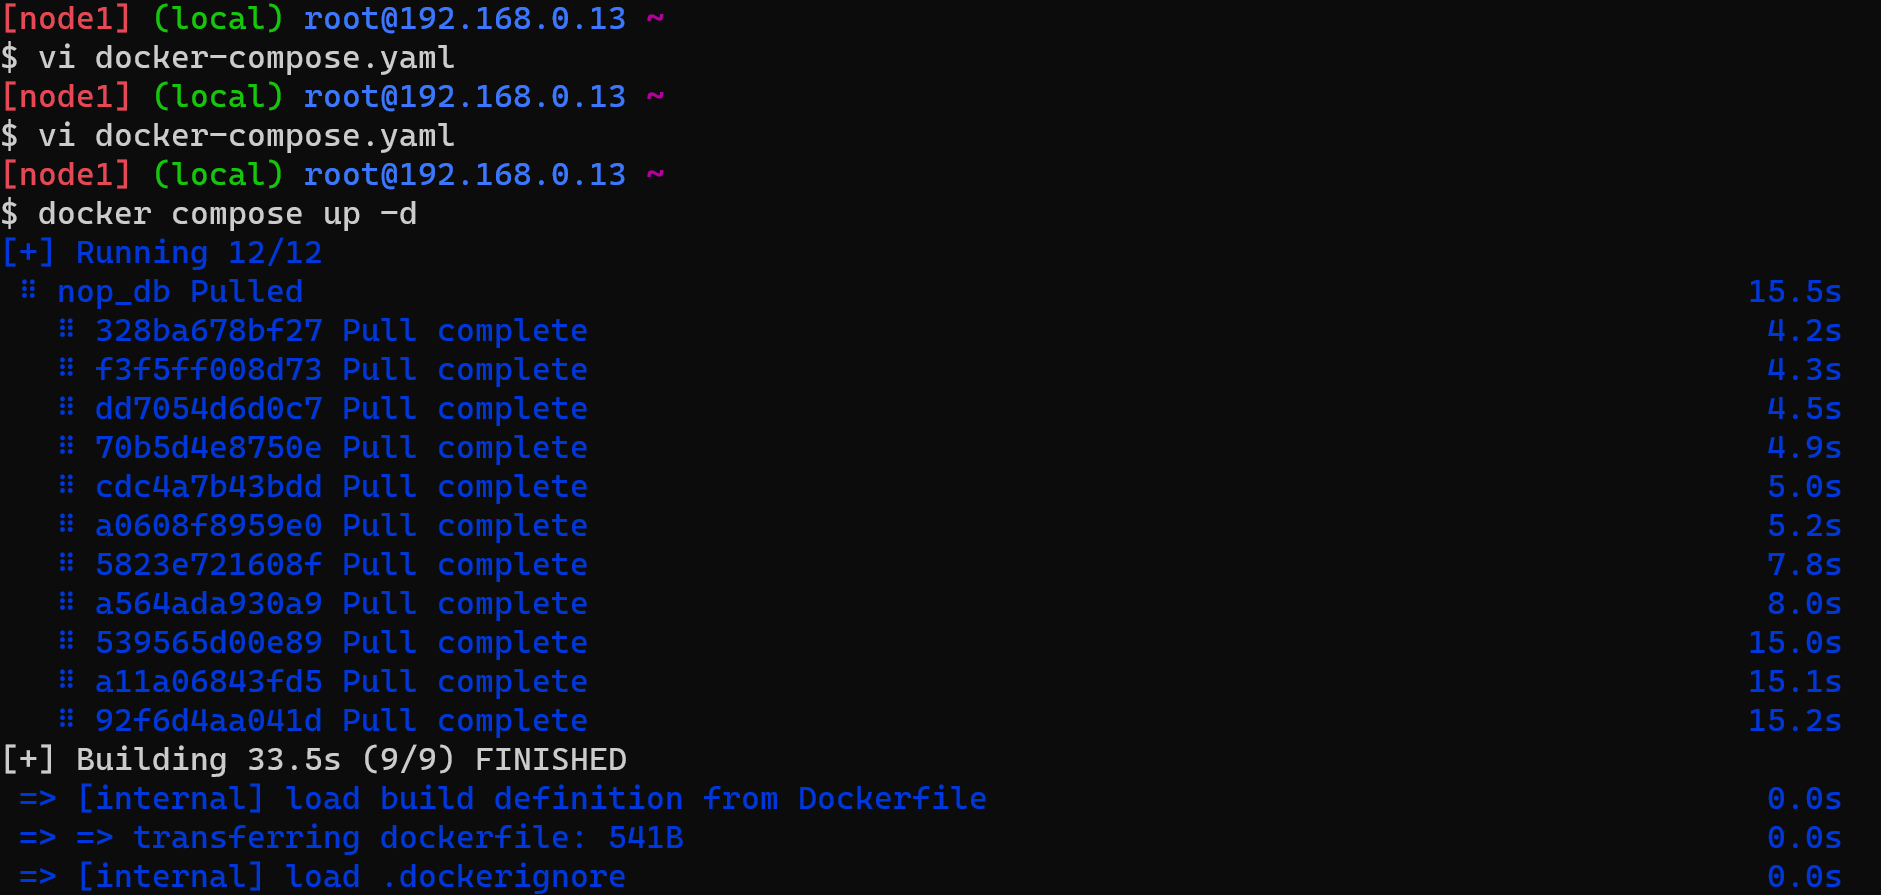 [node1] (local) root@192.168.0.13 ~
$ vi docker-compose.yaml
[node1] (local) root@192.168.0.13 ~
$ vi docker-compose.yaml
[node1] (local) root@192.168.0.13 ~
$ docker compose up -d
[+] Running 12/12
⠿ nop_db Pulled 15.5s
⠿ 328ba678bf27 Pull complete 4.2s
⠿ f3f5ff008d73 Pull complete 4.3s
⠿ dd7054d6d0c7 Pull complete 4.5s
⠿ 70b5d4e8750e Pull complete 4.9s
⠿ cdc4a7b43bdd Pull complete 5.0s
⠿ a0608f8959e0 Pull complete 5.2s
⠿ 5823e721608f Pull complete 7.8s
⠿ a564ada930a9 Pull complete 8.0s
⠿ 539565d00e89 Pull complete 15.0s
⠿ a11a06843fd5 Pull complete 15.1s
⠿ 92f6d4aa041d Pull complete 15.2s
[+] Building 33.5s (9/9) FINISHED
=> [internal] load build definition from Dockerfile 0.0s
=> => transferring dockerfile: 541B 0.0s
=> [internal] load .dockerignore 0.0s